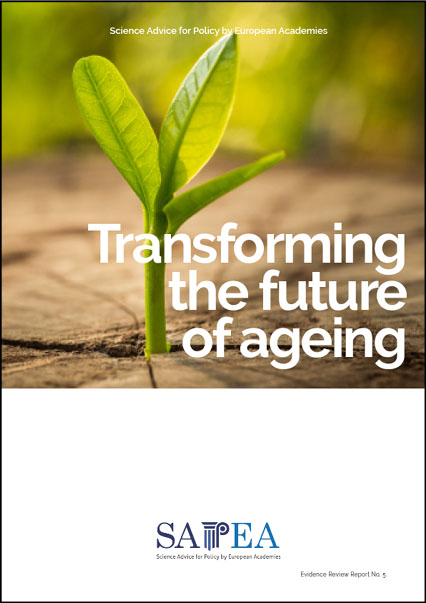 Science Advice for Policy by European Academies
Transforming
the future
of ageing
SAPEA
Science Advice for Policy by European Academies
Evidence Review Report No. 5